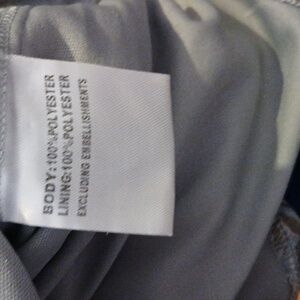 BODY:100%POLYESTER
LINING:100%POLYESTER
EXCLUDING EMBELLISHMENTS